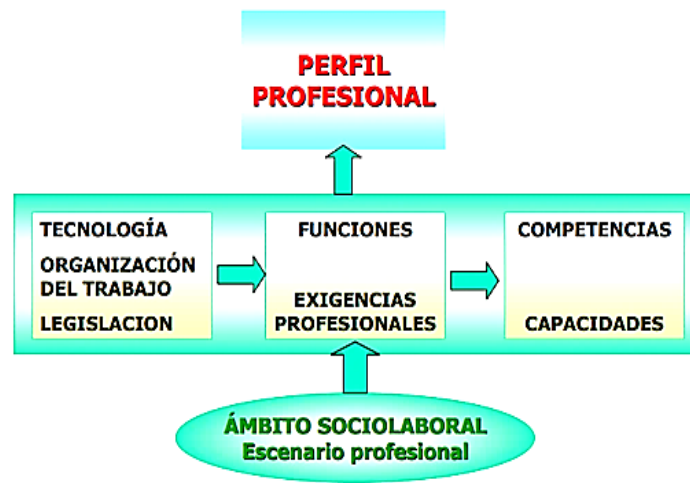 PERFIL
PROFESIONAL
TECNOLOGÍA
ORGANIZACIÓN
DEL TRABAJO
LEGISLACION
FUNCIONES
EXIGENCIAS
PROFESIONALES
COMPETENCIAS
CAPACIDADES
ÁMBITO SOCIOLABORAL
Escenario profesional